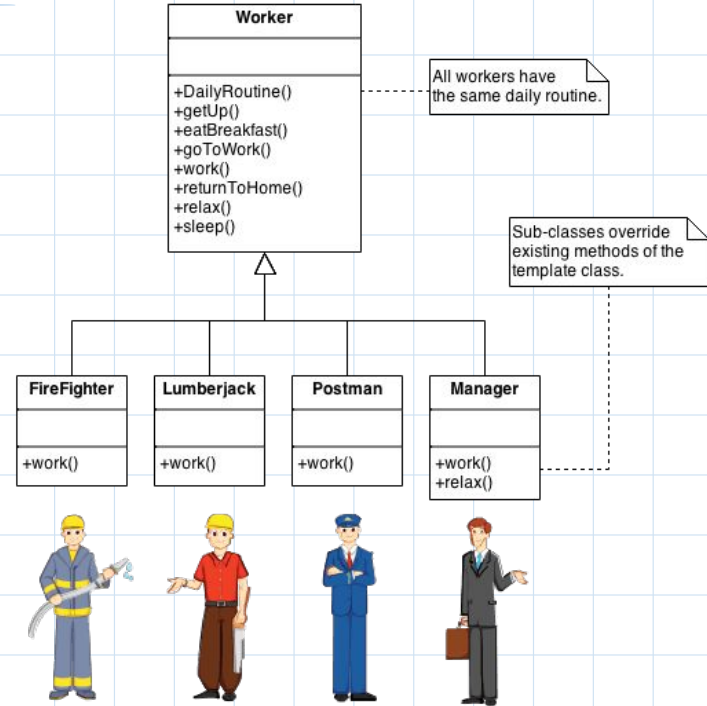 Worker
+DailyRoutine()
+getUp()
+eatBreakfast()
+goToWork()
+work()
+returnToHome()
+relax()
+sleep()
All workers have
the same daily routine.
Sub-classes override
existing methods of the
template class.
FireFighter
+work()
Lumberjack
+work()
Postman
+work()
Manager
+work()
+relax()